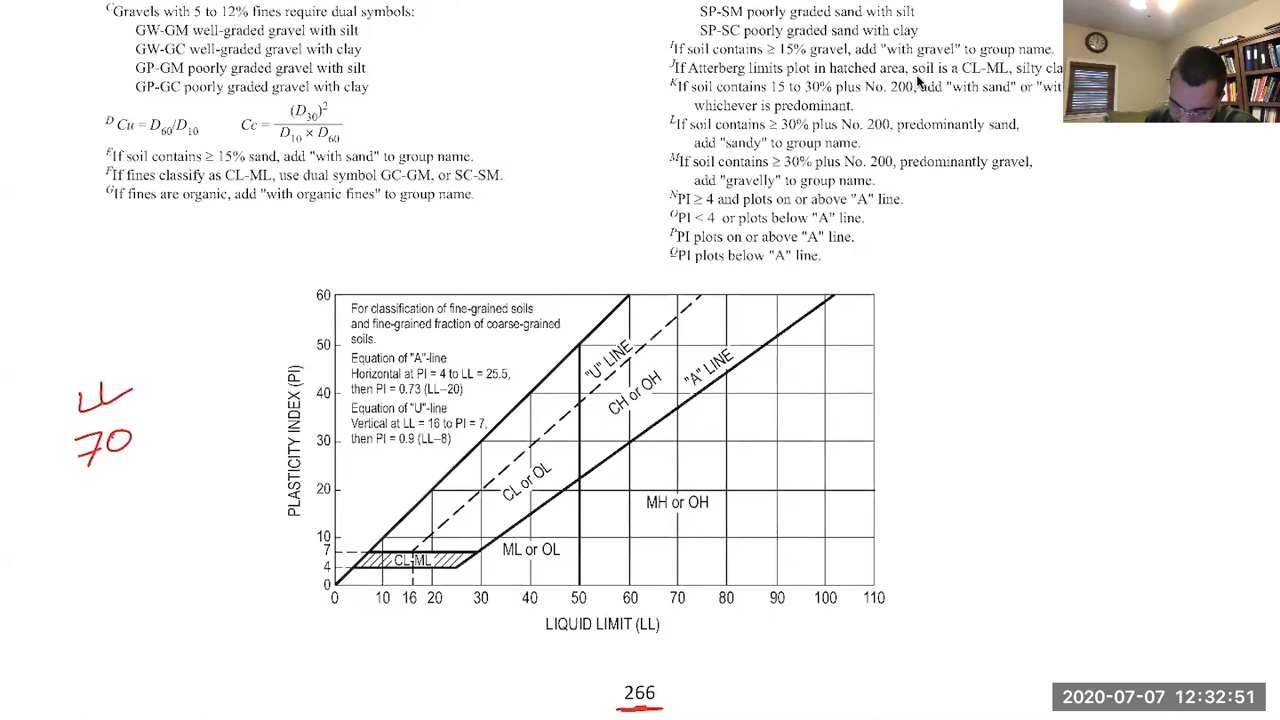 CGravels with 5 to 12% fines require dual symbols:
GW-GM well-graded gravel with silt
GW-GC well-graded gravel with clay
GP-GM poorly graded gravel with silt
GP-GC poorly graded gravel with clay
D Cu = D60/D10 Cc = (D30)2 / D10 × D60
EIf soil contains ≥ 15% sand, add "with sand" to group name.
FIf fines classify as CL-ML, use dual symbol GC-GM, or SC-SM.
GIf fines are organic, add "with organic fines" to group name.
SP-SM poorly graded sand with silt
SP-SC poorly graded sand with clay
IIf soil contains ≥ 15% gravel, add "with gravel" to group name.
JIf Atterberg limits plot in hatched area, soil is a CL-ML, silty cla
KIf soil contains 15 to 30% plus No. 200, add "with sand" or "wit
whichever is predominant.
LIf soil contains ≥ 30% plus No. 200, predominantly sand,
add "sandy" to group name.
MIf soil contains ≥ 30% plus No. 200, predominantly gravel,
add "gravelly" to group name.
NPI ≥ 4 and plots on or above "A" line.
OPI < 4 or plots below "A" line.
PPI plots on or above "A" line.
QPI plots below "A" line.
LL
70
PLASTICITY INDEX (PI)
60
50
40
30
20
10
7
4
0
For classification of fine-grained soils
and fine-grained fraction of coarse-grained
soils.
Equation of "A"-line
Horizontal at PI = 4 to LL = 25.5,
then PI = 0.73 (LL–20)
Equation of "U"-line
Vertical at LL = 16 to PI = 7,
then PI = 0.9 (LL–8)
"U" LINE
"A" LINE
CH or OH
CL or OL
MH or OH
ML or OL
CL-ML
0 10 16 20 30 40 50 60 70 80 90 100 110
LIQUID LIMIT (LL)
266
2020-07-07 12:32:51